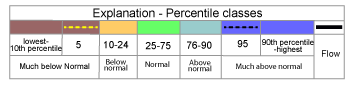 Explanation - Percentile classes
lowest-
10th percentile
5
10-24
25-75
76-90
95
90th percentile
-highest
Flow
Much below Normal
Below
normal
Normal
Above
normal
Much above normal